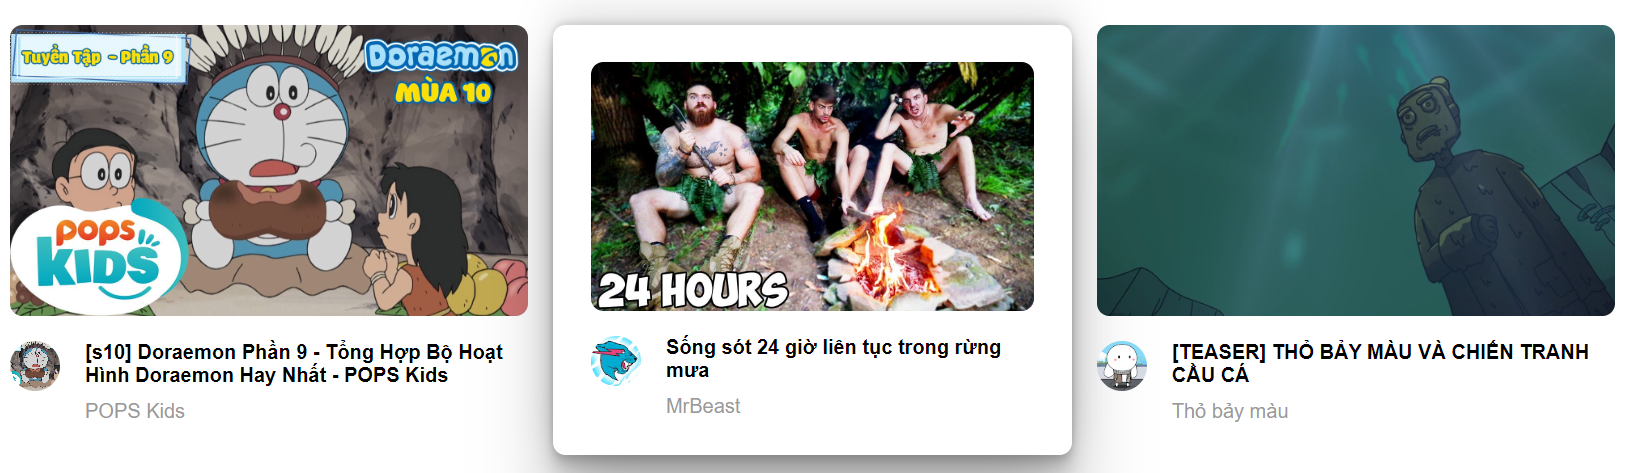 Tuyển Tập - Phần 9
Doraemon
MÙA 10
POPS
KIDS
[s10] Doraemon Phần 9 - Tổng Hợp Bộ Hoạt
Hình Doraemon Hay Nhất - POPS Kids
POPS Kids
24 HOURS
Sống sót 24 giờ liên tục trong rừng
mưa
MrBeast
[TEASER] THỎ BẢY MÀU VÀ CHIẾN TRANH
CẦU CÁ
Thỏ bảy màu